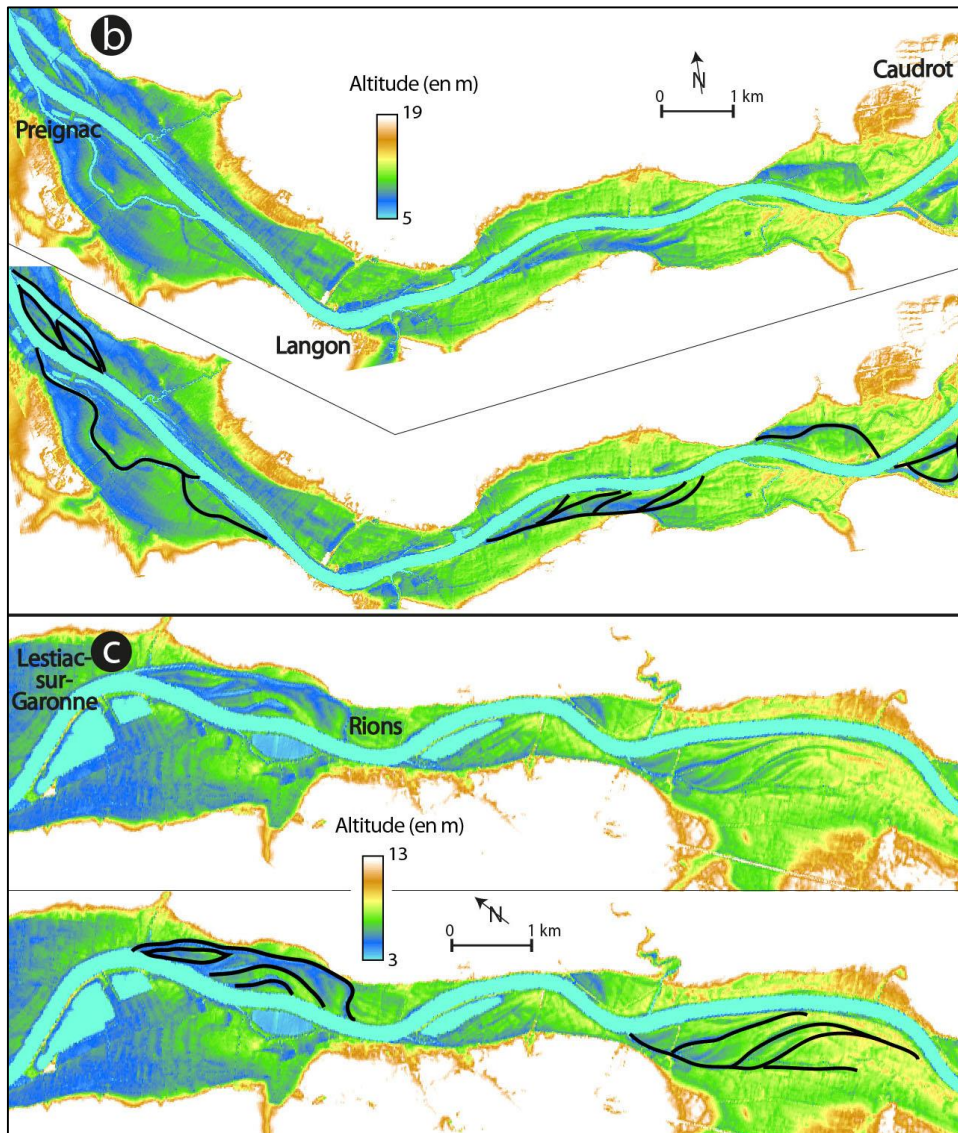 b
Altitude (en m)
19
5
N
0 1 km
Caudrot
Preignac
Langon
c
Lestiac-
sur-
Garonne
Rions
Altitude (en m)
13
3
N
0 1 km